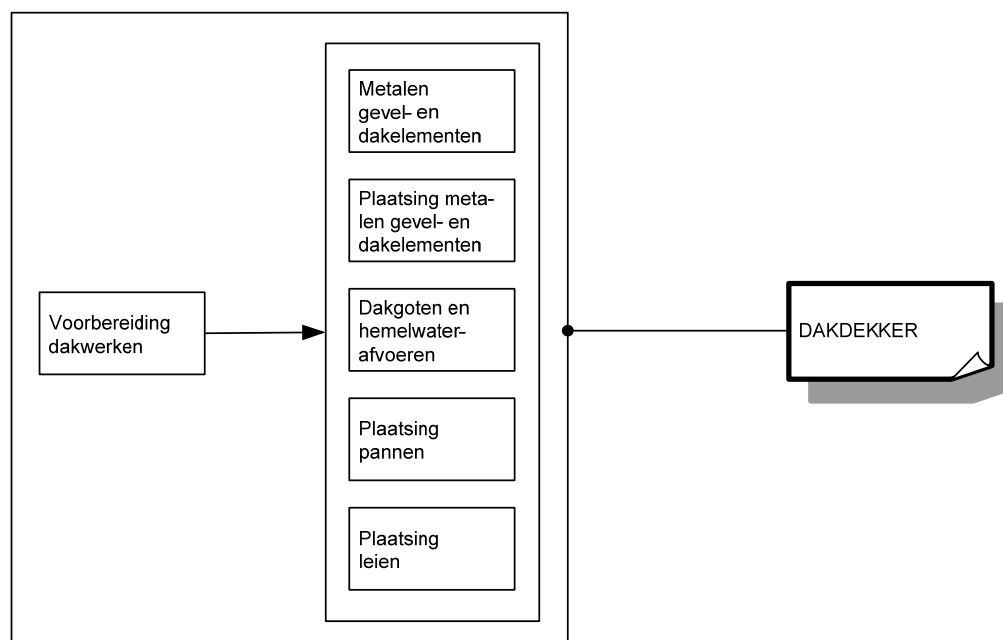 Metalen
gevel- en
dakelementen
Plaatsing meta-
len gevel- en
dakelementen
Voorbereiding
dakwerken
Dakgoten en
hemelwater-
afvoeren
DAKDEKKER
Plaatsing
pannen
Plaatsing
leien